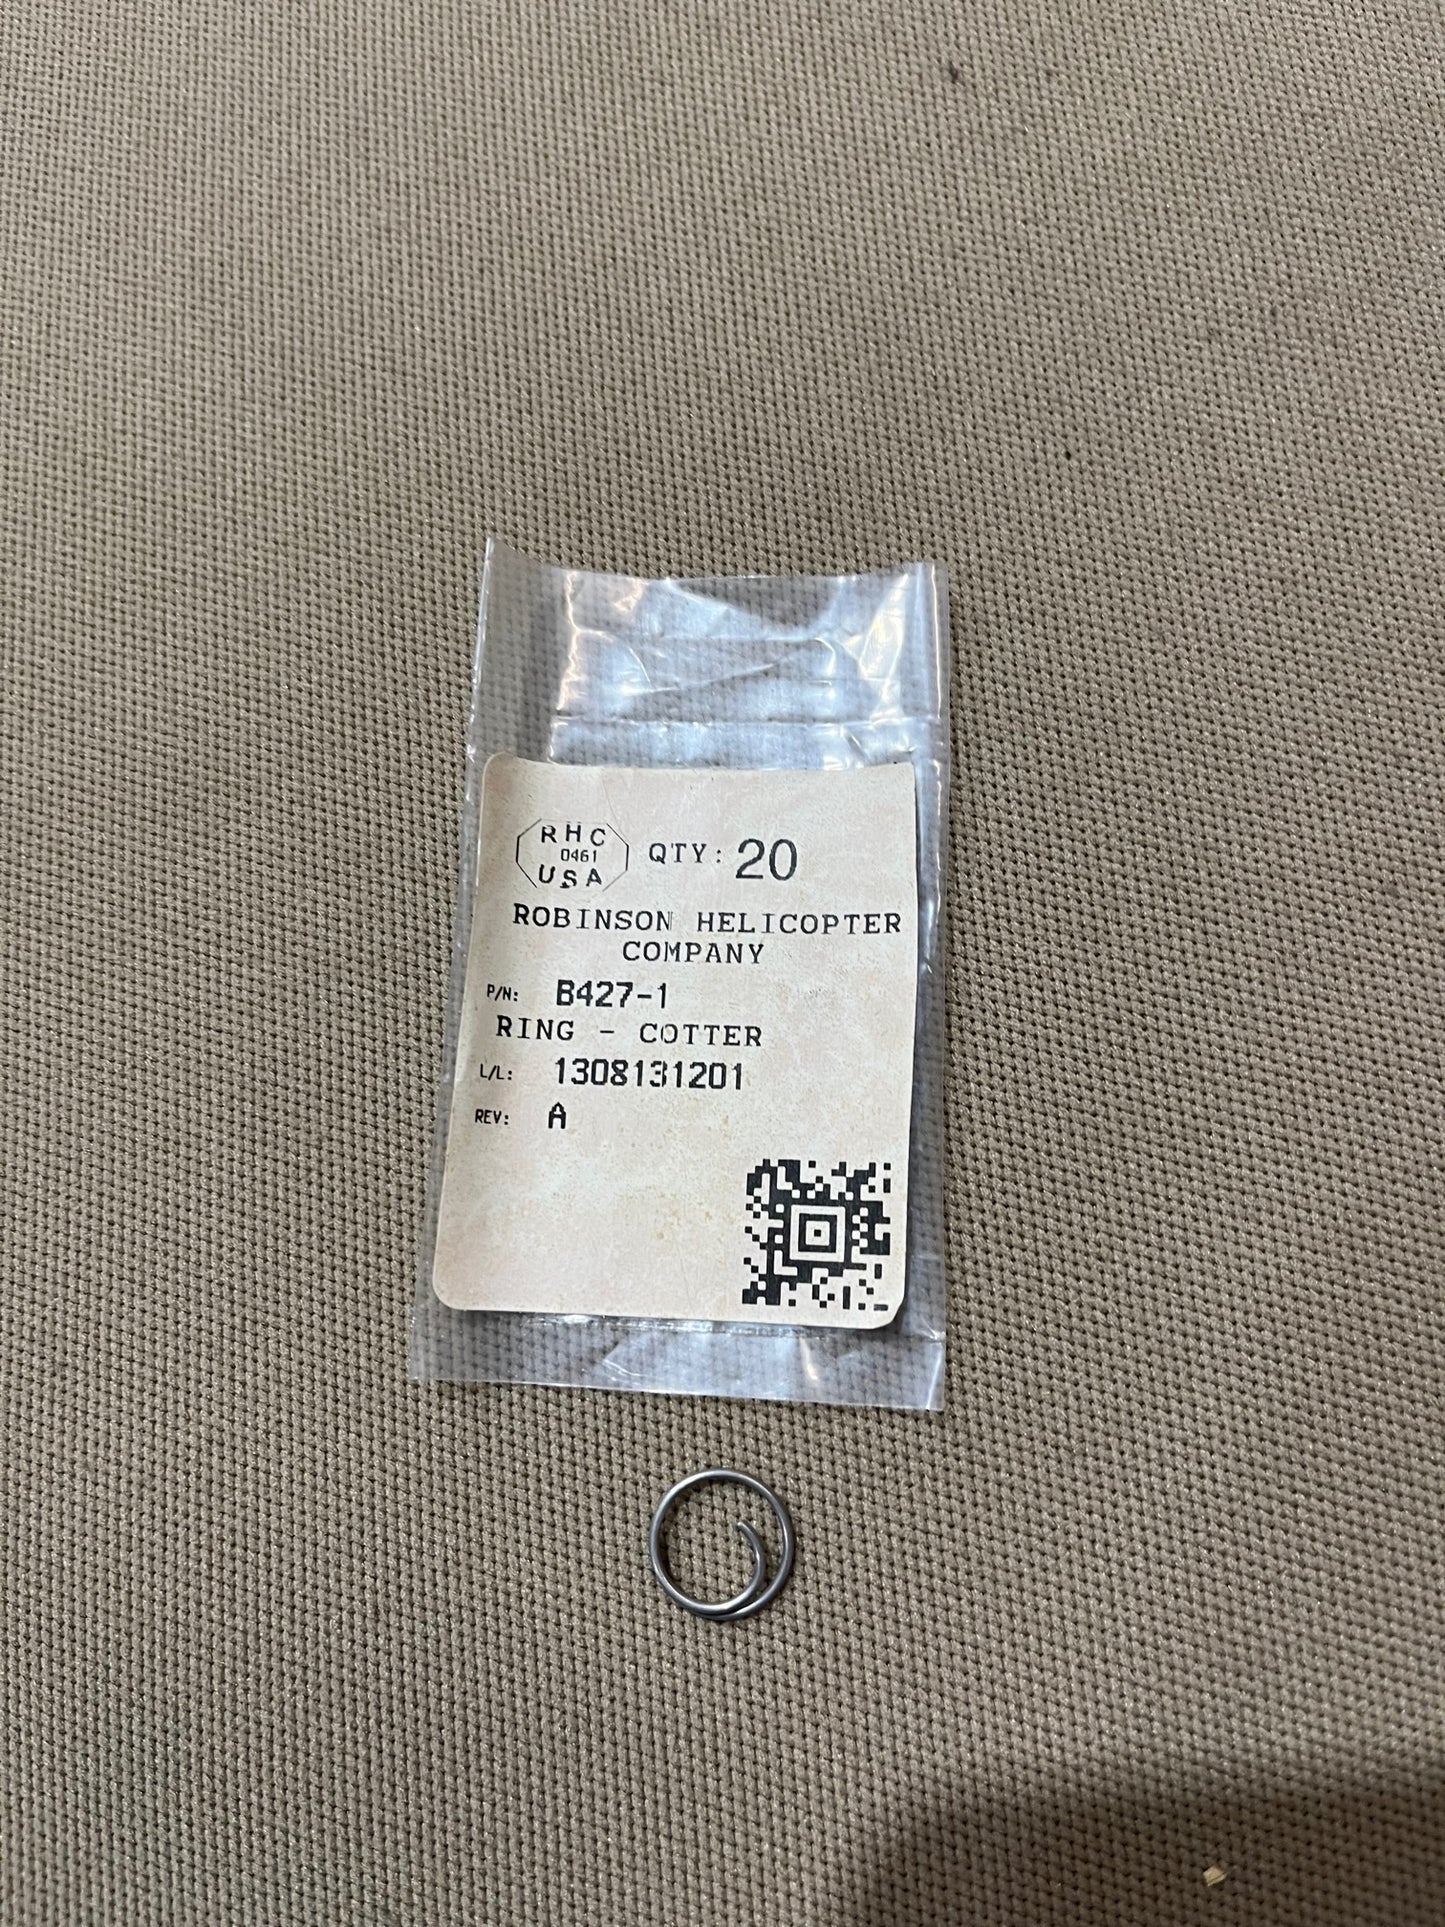 RHC
0461
USA
QTY: 20
ROBINSON HELICOPTER
COMPANY
P/N: B427-1
RING - COTTER
L/L: 1308131201
REV: A